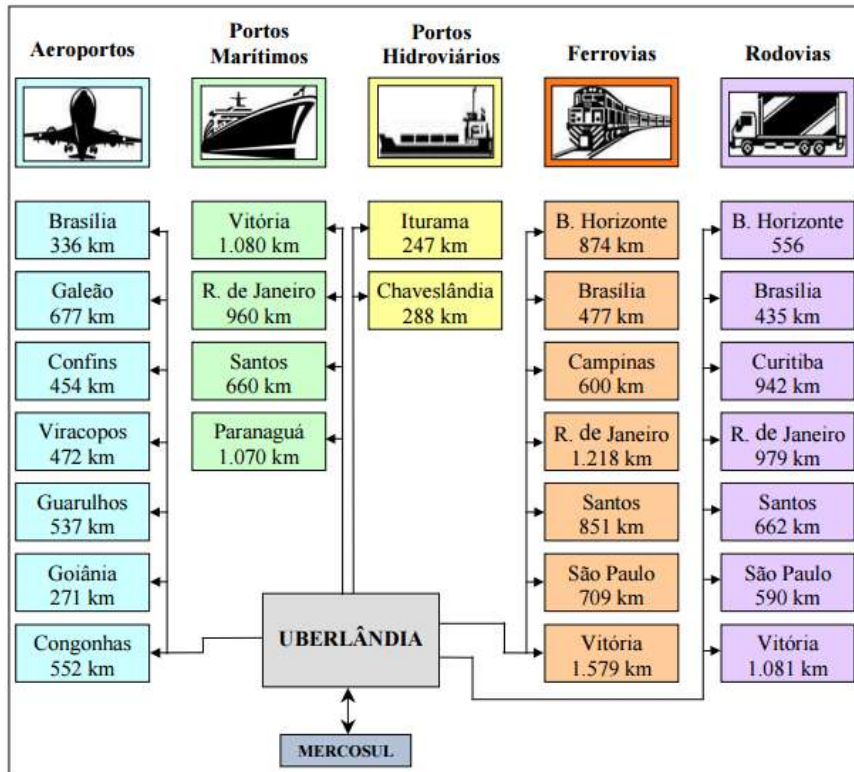 Aeroportos
Portos
Marítimos
Portos
Hidroviários
Ferrovias
Rodovias
Brasília
336 km
Galeão
677 km
Confins
454 km
Viracopos
472 km
Guarulhos
537 km
Goiânia
271 km
Congonhas
552 km
Vitória
1.080 km
R. de Janeiro
960 km
Santos
660 km
Paranaguá
1.070 km
Iturama
247 km
Chaveslândia
288 km
B. Horizonte
874 km
Brasília
477 km
Campinas
600 km
R. de Janeiro
1.218 km
Santos
851 km
São Paulo
709 km
Vitória
1.579 km
B. Horizonte
556
Brasília
435 km
Curitiba
942 km
R. de Janeiro
979 km
Santos
662 km
São Paulo
590 km
Vitória
1.081 km
UBERLÂNDIA
MERCOSUL